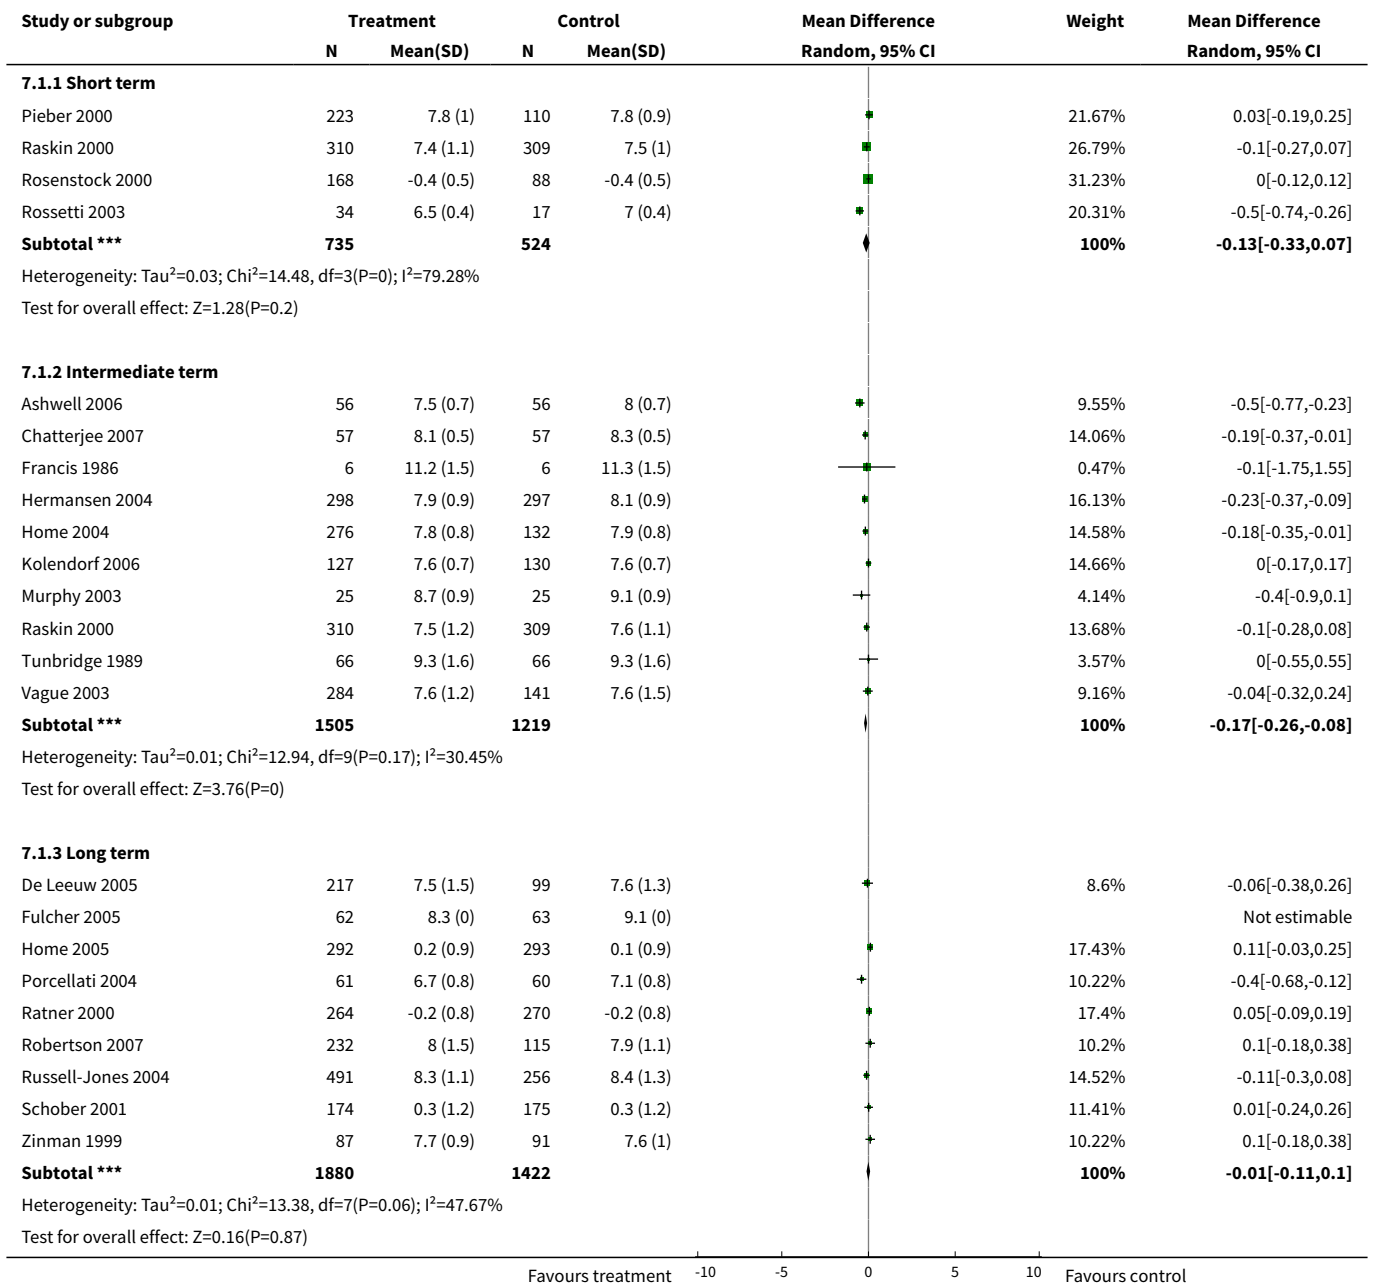 Study or subgroup Treatment Control Mean Difference Weight Mean Difference
N Mean(SD) N Mean(SD) Random, 95% CI Random, 95% CI
7.1.1 Short term
Pieber 2000 223 7.8 (1) 110 7.8 (0.9) 21.67% 0.03[-0.19,0.25]
Raskin 2000 310 7.4 (1.1) 309 7.5 (1) 26.79% -0.1[-0.27,0.07]
Rosenstock 2000 168 -0.4 (0.5) 88 -0.4 (0.5) 31.23% 0[-0.12,0.12]
Rossetti 2003 34 6.5 (0.4) 17 7 (0.4) 20.31% -0.5[-0.74,-0.26]
Subtotal *** 735 524 100% -0.13[-0.33,0.07]
Heterogeneity: Tau²=0.03; Chi²=14.48, df=3(P=0); I²=79.28%
Test for overall effect: Z=1.28(P=0.2)
7.1.2 Intermediate term
Ashwell 2006 56 7.5 (0.7) 56 8 (0.7) 9.55% -0.5[-0.77,-0.23]
Chatterjee 2007 57 8.1 (0.5) 57 8.3 (0.5) 14.06% -0.19[-0.37,-0.01]
Francis 1986 6 11.2 (1.5) 6 11.3 (1.5) 0.47% -0.1[-1.75,1.55]
Hermansen 2004 298 7.9 (0.9) 297 8.1 (0.9) 16.13% -0.23[-0.37,-0.09]
Home 2004 276 7.8 (0.8) 132 7.9 (0.8) 14.58% -0.18[-0.35,-0.01]
Kolendorf 2006 127 7.6 (0.7) 130 7.6 (0.7) 14.66% 0[-0.17,0.17]
Murphy 2003 25 8.7 (0.9) 25 9.1 (0.9) 4.14% -0.4[-0.9,0.1]
Raskin 2000 310 7.5 (1.2) 309 7.6 (1.1) 13.68% -0.1[-0.28,0.08]
Tunbridge 1989 66 9.3 (1.6) 66 9.3 (1.6) 3.57% 0[-0.55,0.55]
Vague 2003 284 7.6 (1.2) 141 7.6 (1.5) 9.16% -0.04[-0.32,0.24]
Subtotal *** 1505 1219 100% -0.17[-0.26,-0.08]
Heterogeneity: Tau²=0.01; Chi²=12.94, df=9(P=0.17); I²=30.45%
Test for overall effect: Z=3.76(P=0)
7.1.3 Long term
De Leeuw 2005 217 7.5 (1.5) 99 7.6 (1.3) 8.6% -0.06[-0.38,0.26]
Fulcher 2005 62 8.3 (0) 63 9.1 (0) Not estimable
Home 2005 292 0.2 (0.9) 293 0.1 (0.9) 17.43% 0.11[-0.03,0.25]
Porcellati 2004 61 6.7 (0.8) 60 7.1 (0.8) 10.22% -0.4[-0.68,-0.12]
Ratner 2000 264 -0.2 (0.8) 270 -0.2 (0.8) 17.4% 0.05[-0.09,0.19]
Robertson 2007 232 8 (1.5) 115 7.9 (1.1) 10.2% 0.1[-0.18,0.38]
Russell-Jones 2004 491 8.3 (1.1) 256 8.4 (1.3) 14.52% -0.11[-0.3,0.08]
Schober 2001 174 0.3 (1.2) 175 0.3 (1.2) 11.41% 0.01[-0.24,0.26]
Zinman 1999 87 7.7 (0.9) 91 7.6 (1) 10.22% 0.1[-0.18,0.38]
Subtotal *** 1880 1422 100% -0.01[-0.11,0.1]
Heterogeneity: Tau²=0.01; Chi²=13.38, df=7(P=0.06); I²=47.67%
Test for overall effect: Z=0.16(P=0.87)
Favours treatment -10 -5 0 5 10 Favours control